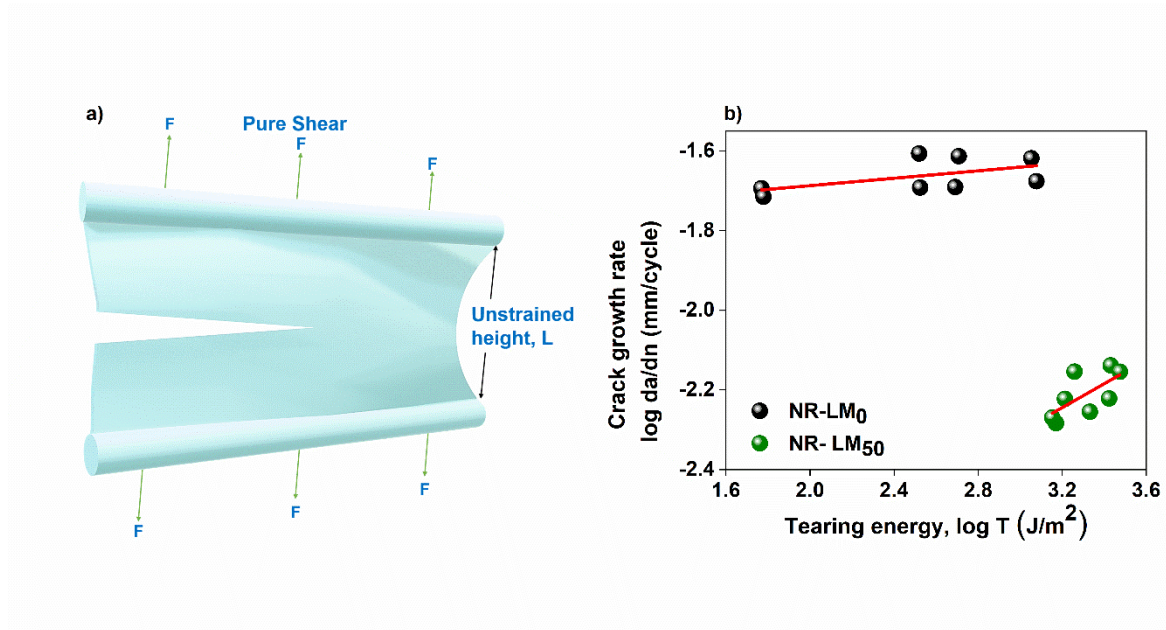 a)
F
Pure Shear
F
F
Unstrained
height, L
F
F
F
b)
Crack growth rate
log da/dn (mm/cycle)
-1.6
-1.8
-2.0
-2.2
-2.4
NR-LM0
NR- LM50
1.6
2.0
2.4
2.8
3.2
3.6
Tearing energy, log T (J/m²)